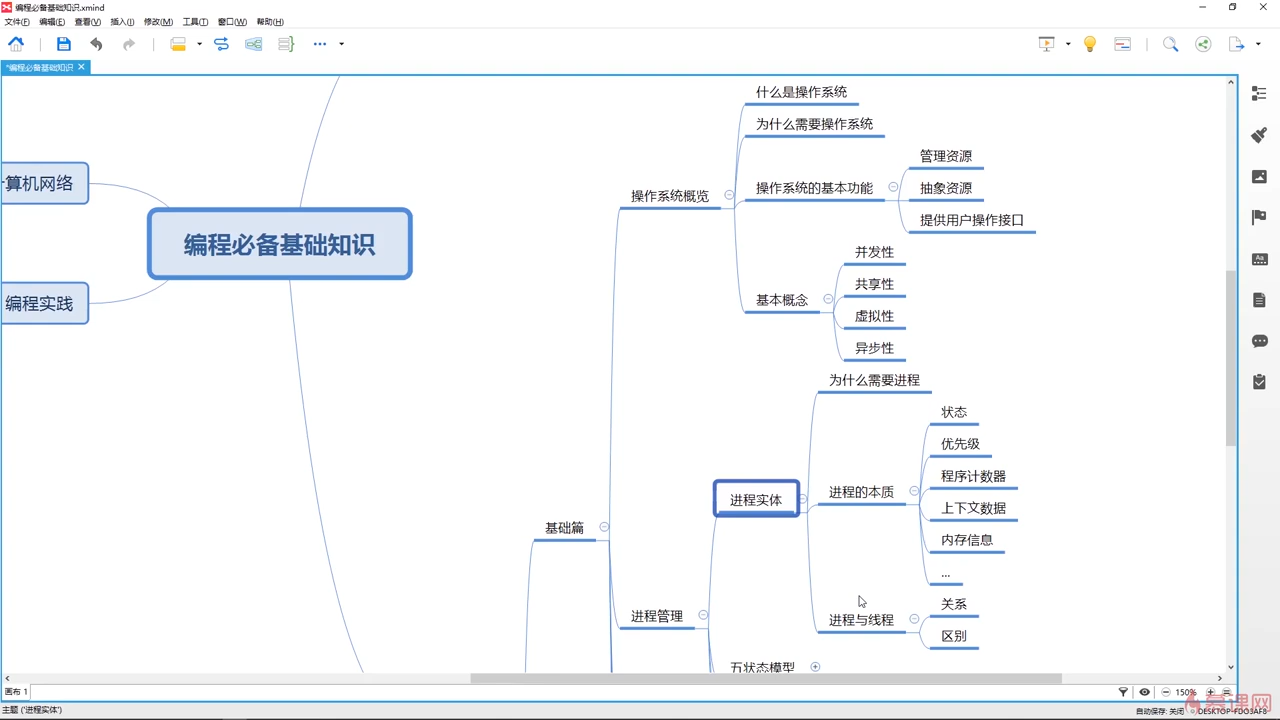 编程必备基础知识.xmind
文件(F) 编辑(E) 查看(V) 插入(I) 修改(M) 工具(T) 窗口(W) 帮助(H)
*编程必备基础知识
什么是操作系统
为什么需要操作系统
操作系统概览
操作系统的基本功能
管理资源
抽象资源
提供用户操作接口
基本概念
并发性
共享性
虚拟性
异步性
算机网络
编程必备基础知识
编程实践
为什么需要进程
状态
优先级
程序计数器
进程实体
进程的本质
上下文数据
内存信息
...
基础篇
进程管理
进程与线程
关系
区别
五状态模型
画布 1
150%
主题 ('进程实体')
自动保存: 关闭
DESKTOP-FDO3AF8
慕课网